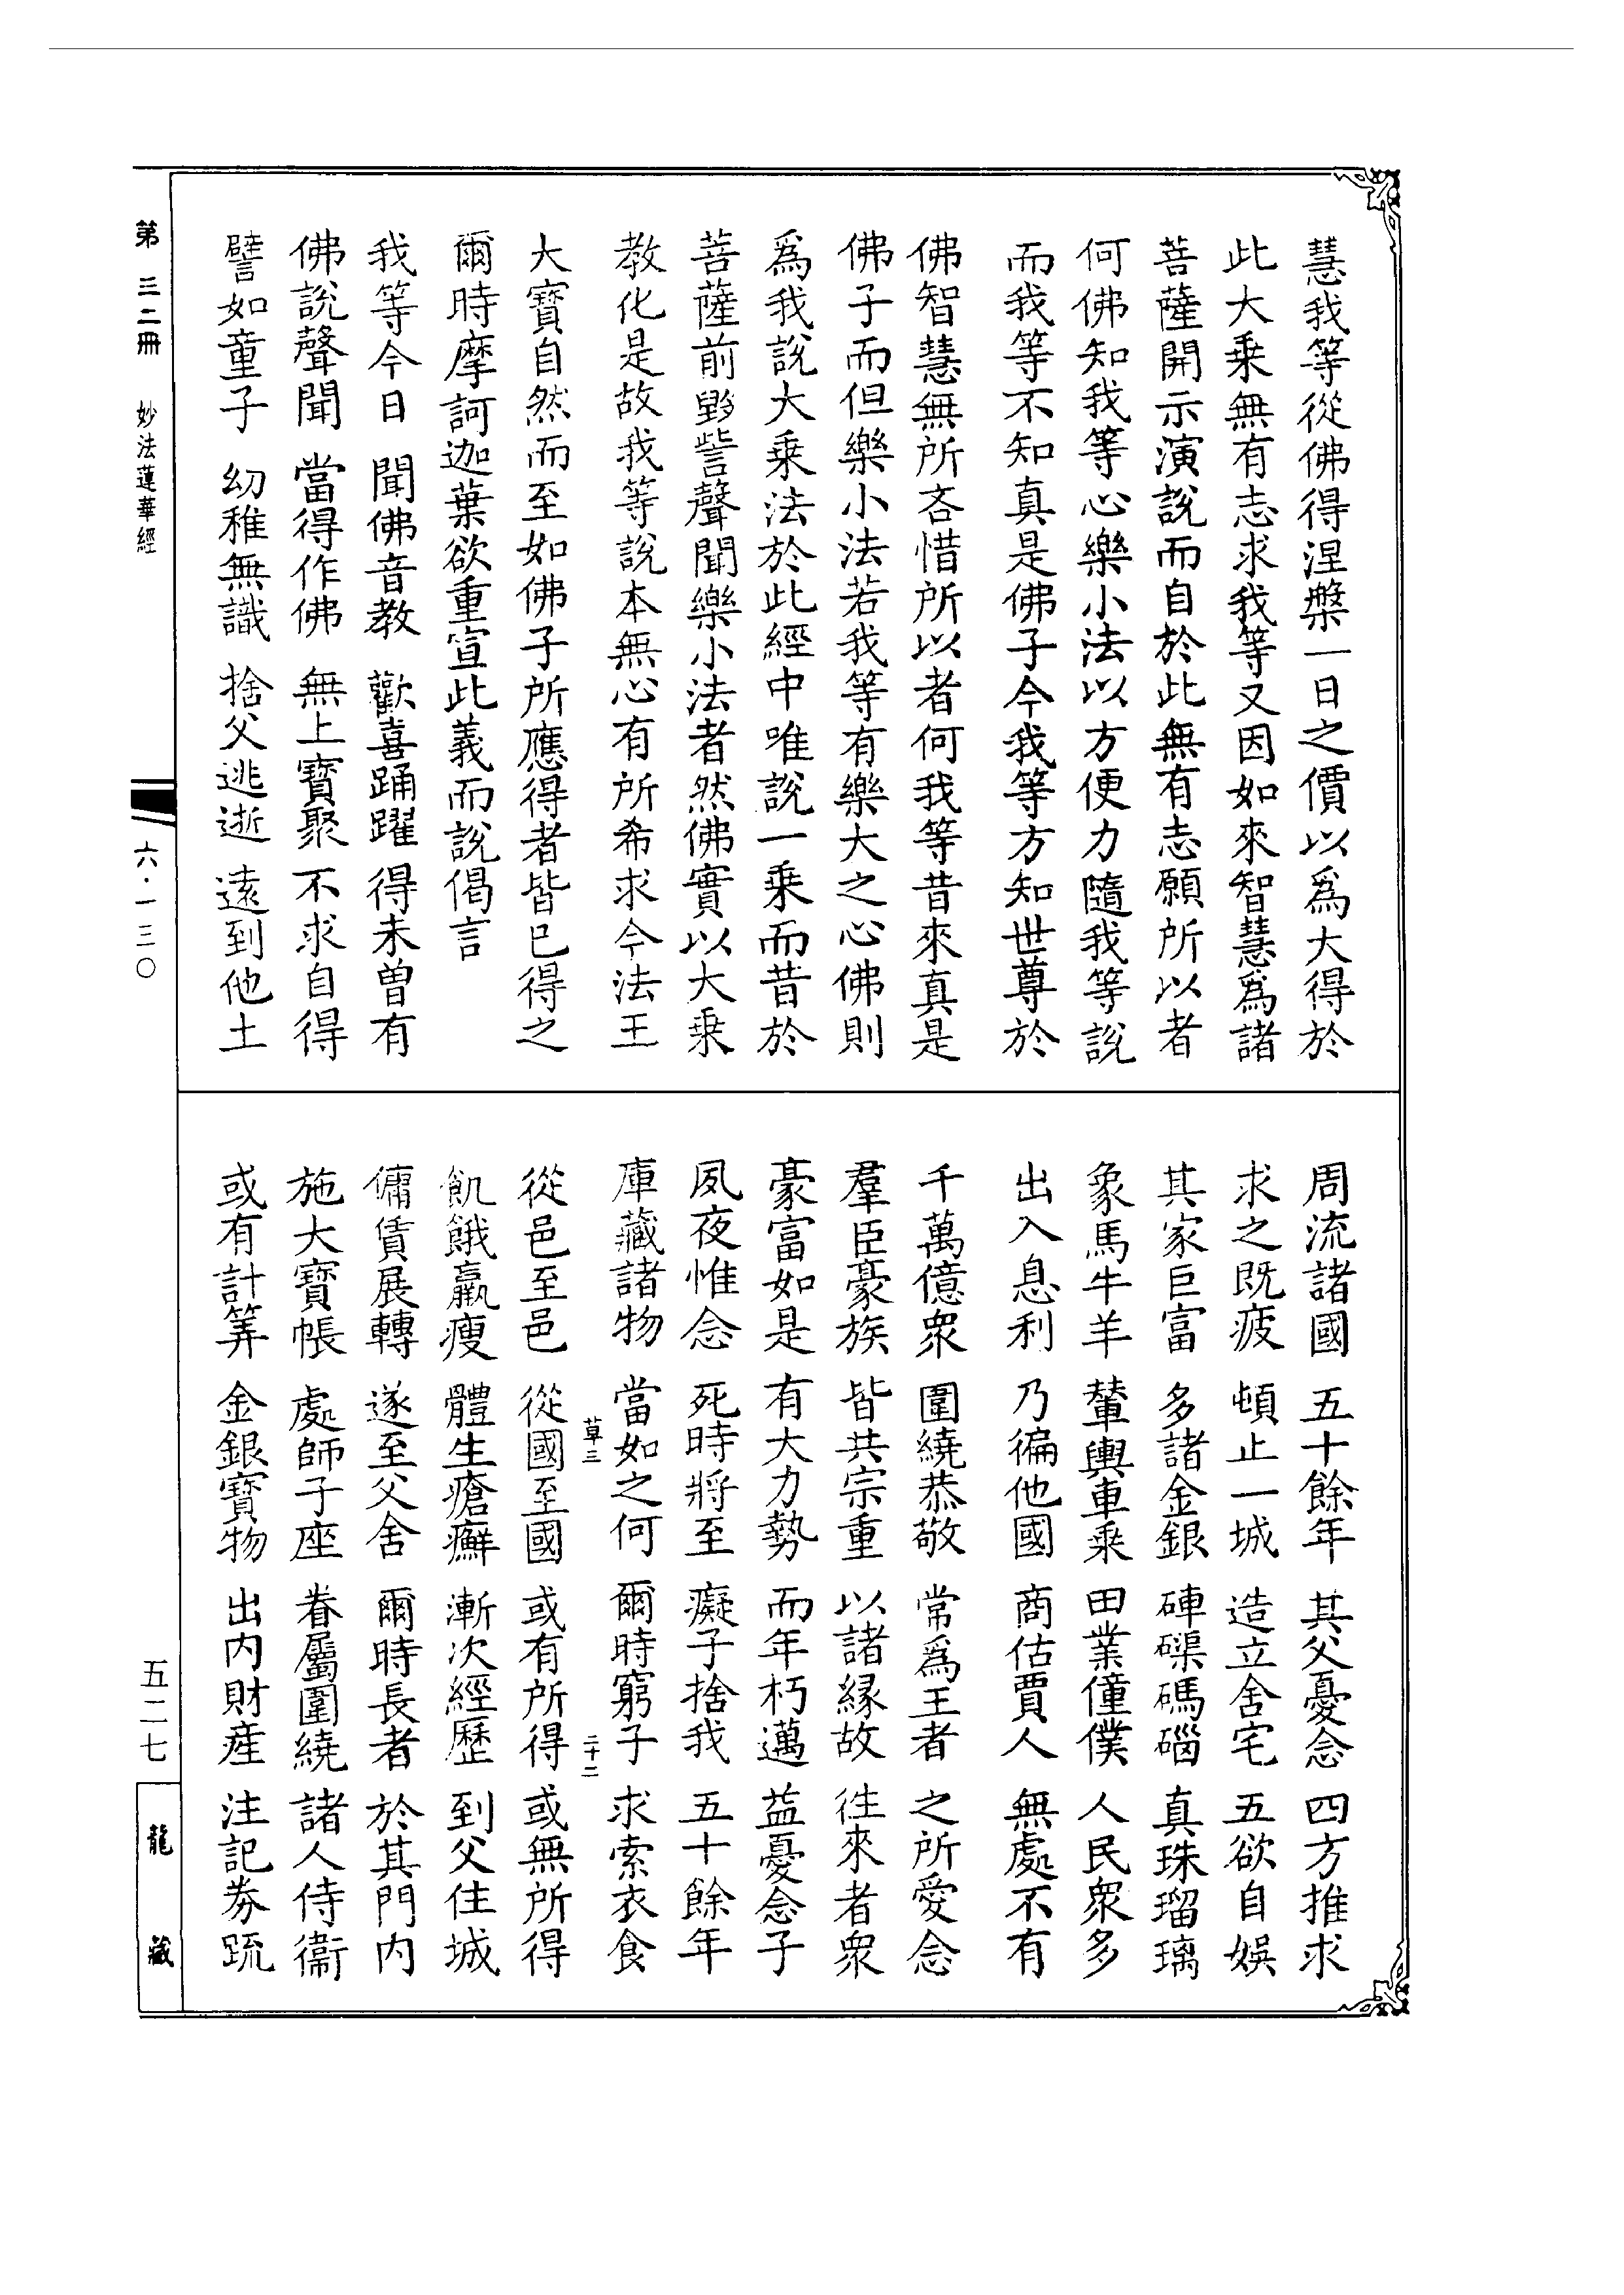 慧我等從佛得涅槃一日之價以爲大得於
此大乘無有志求我等又因如來智慧爲諸
菩薩開示演說而自於此無有志願所以者
何佛知我等心樂小法以方便力隨我等說
而我等不知真是佛子今我等方知世尊於
佛智慧無所吝惜所以者何我等昔來真是
佛子而但樂小法若我等有樂大之心佛則
爲我說大乘法於此經中唯說一乘而昔於
菩薩前毀訾聲聞樂小法者然佛實以大乘
教化是故我等說本無心有所希求今法王
大寶自然而至如佛子所應得者皆已得之
爾時摩訶迦葉欲重宣此義而說偈言
我等今日 聞佛音教 歡喜踊躍 得未曾有
佛說聲聞 當得作佛 無上寶聚 不求自得
譬如童子 幼稚無識 捨父逃逝 遠到他土
周流諸國 五十餘年 其父憂念 四方推求
求之既疲 頓止一城 造立舍宅 五欲自娛
其家巨富 多諸金銀 硨磲碼碯 真珠瑠璃
象馬牛羊 輦輿車乘 田業僮僕 人民衆多
出入息利 乃徧他國 商估賈人 無處不有
千萬億衆 圍繞恭敬 常爲王者 之所愛念
羣臣豪族 皆共宗重 以諸緣故 往來者衆
豪富如是 有大力勢 而年朽邁 益憂念子
夙夜惟念 死時將至 癡子捨我 五十餘年
庫藏諸物 當如之何 爾時窮子 求索衣食
草三 二十二
從邑至邑 從國至國 或有所得 或無所得
飢餓羸瘦 體生瘡癬 漸次經歷 到父住城
傭賃展轉 遂至父舍 爾時長者 於其門內
施大寶帳 處師子座 眷屬圍繞 諸人侍衞
或有計筭 金銀寶物 出內財產 注記券疏
第三二冊 妙法蓮華經
六·一三〇
五二七
龍藏